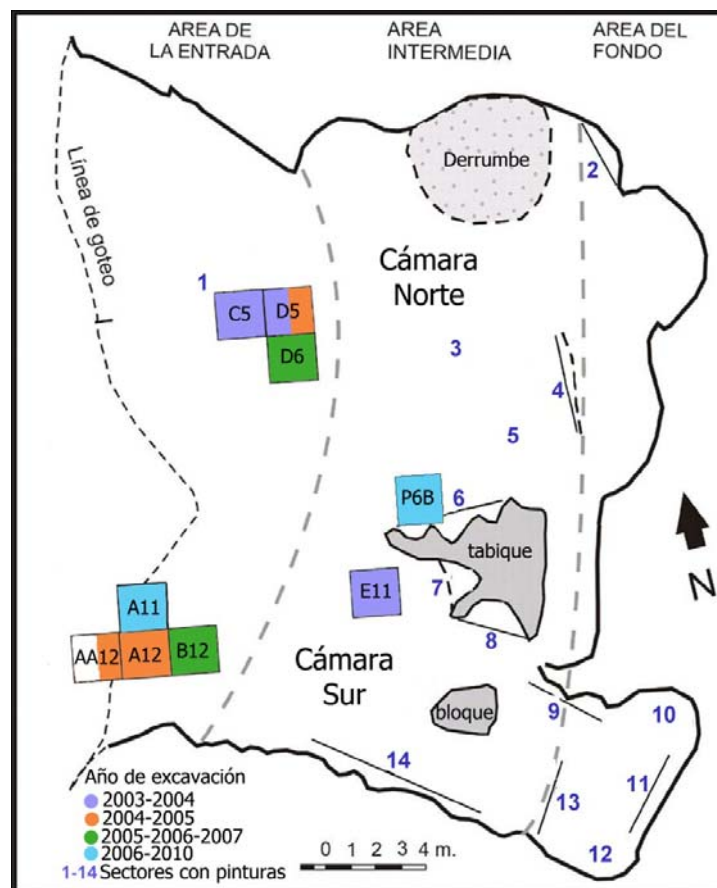 AREA DE
LA ENTRADA
AREA
INTERMEDIA
AREA DEL
FONDO
Línea de goteo
Derrumbe
2
Cámara
Norte
1
C5
D5
D6
3
4
5
P6B
6
tabique
N
E11
7
8
A11
AA12
A12
B12
Cámara
Sur
bloque
9
10
14
13
11
12
Año de excavación
2003-2004
2004-2005
2005-2006-2007
2006-2010
1-14 Sectores con pinturas
0 1 2 3 4 m.